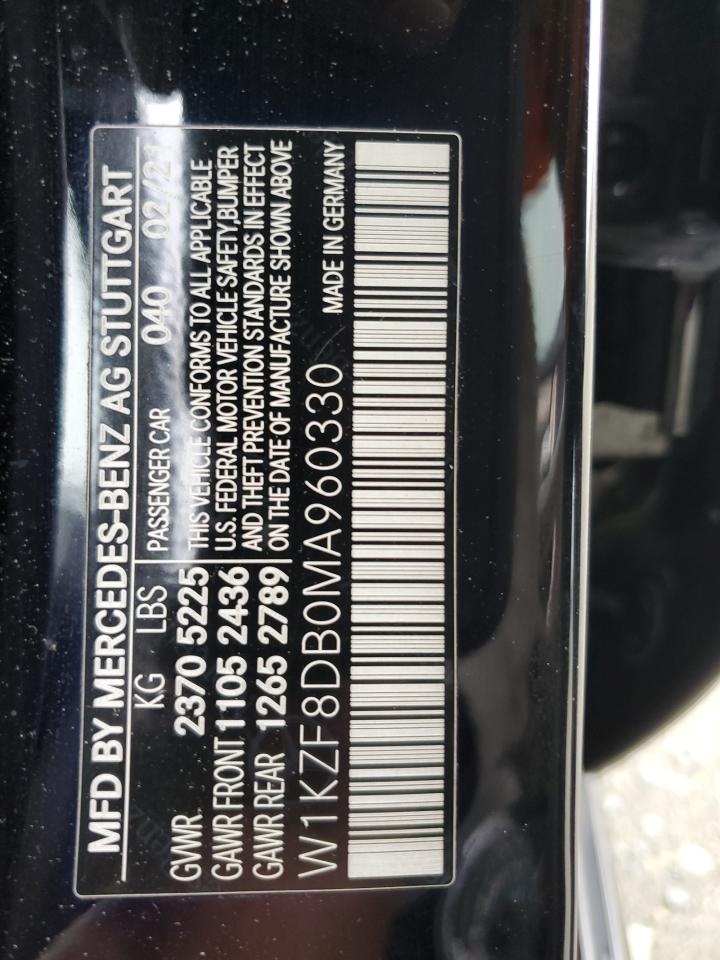 MFD BY MERCEDES-BENZ AG STUTTGART
KG LBS PASSENGER CAR 040 02/21
GVWR 2370 5225 THIS VEHICLE CONFORMS TO ALL APPLICABLE
GAWR FRONT 1105 2436 U.S. FEDERAL MOTOR VEHICLE SAFETY,BUMPER
GAWR REAR 1265 2789 AND THEFT PREVENTION STANDARDS IN EFFECT
ON THE DATE OF MANUFACTURE SHOWN ABOVE
W1KZF8DB0MA960330 MADE IN GERMANY